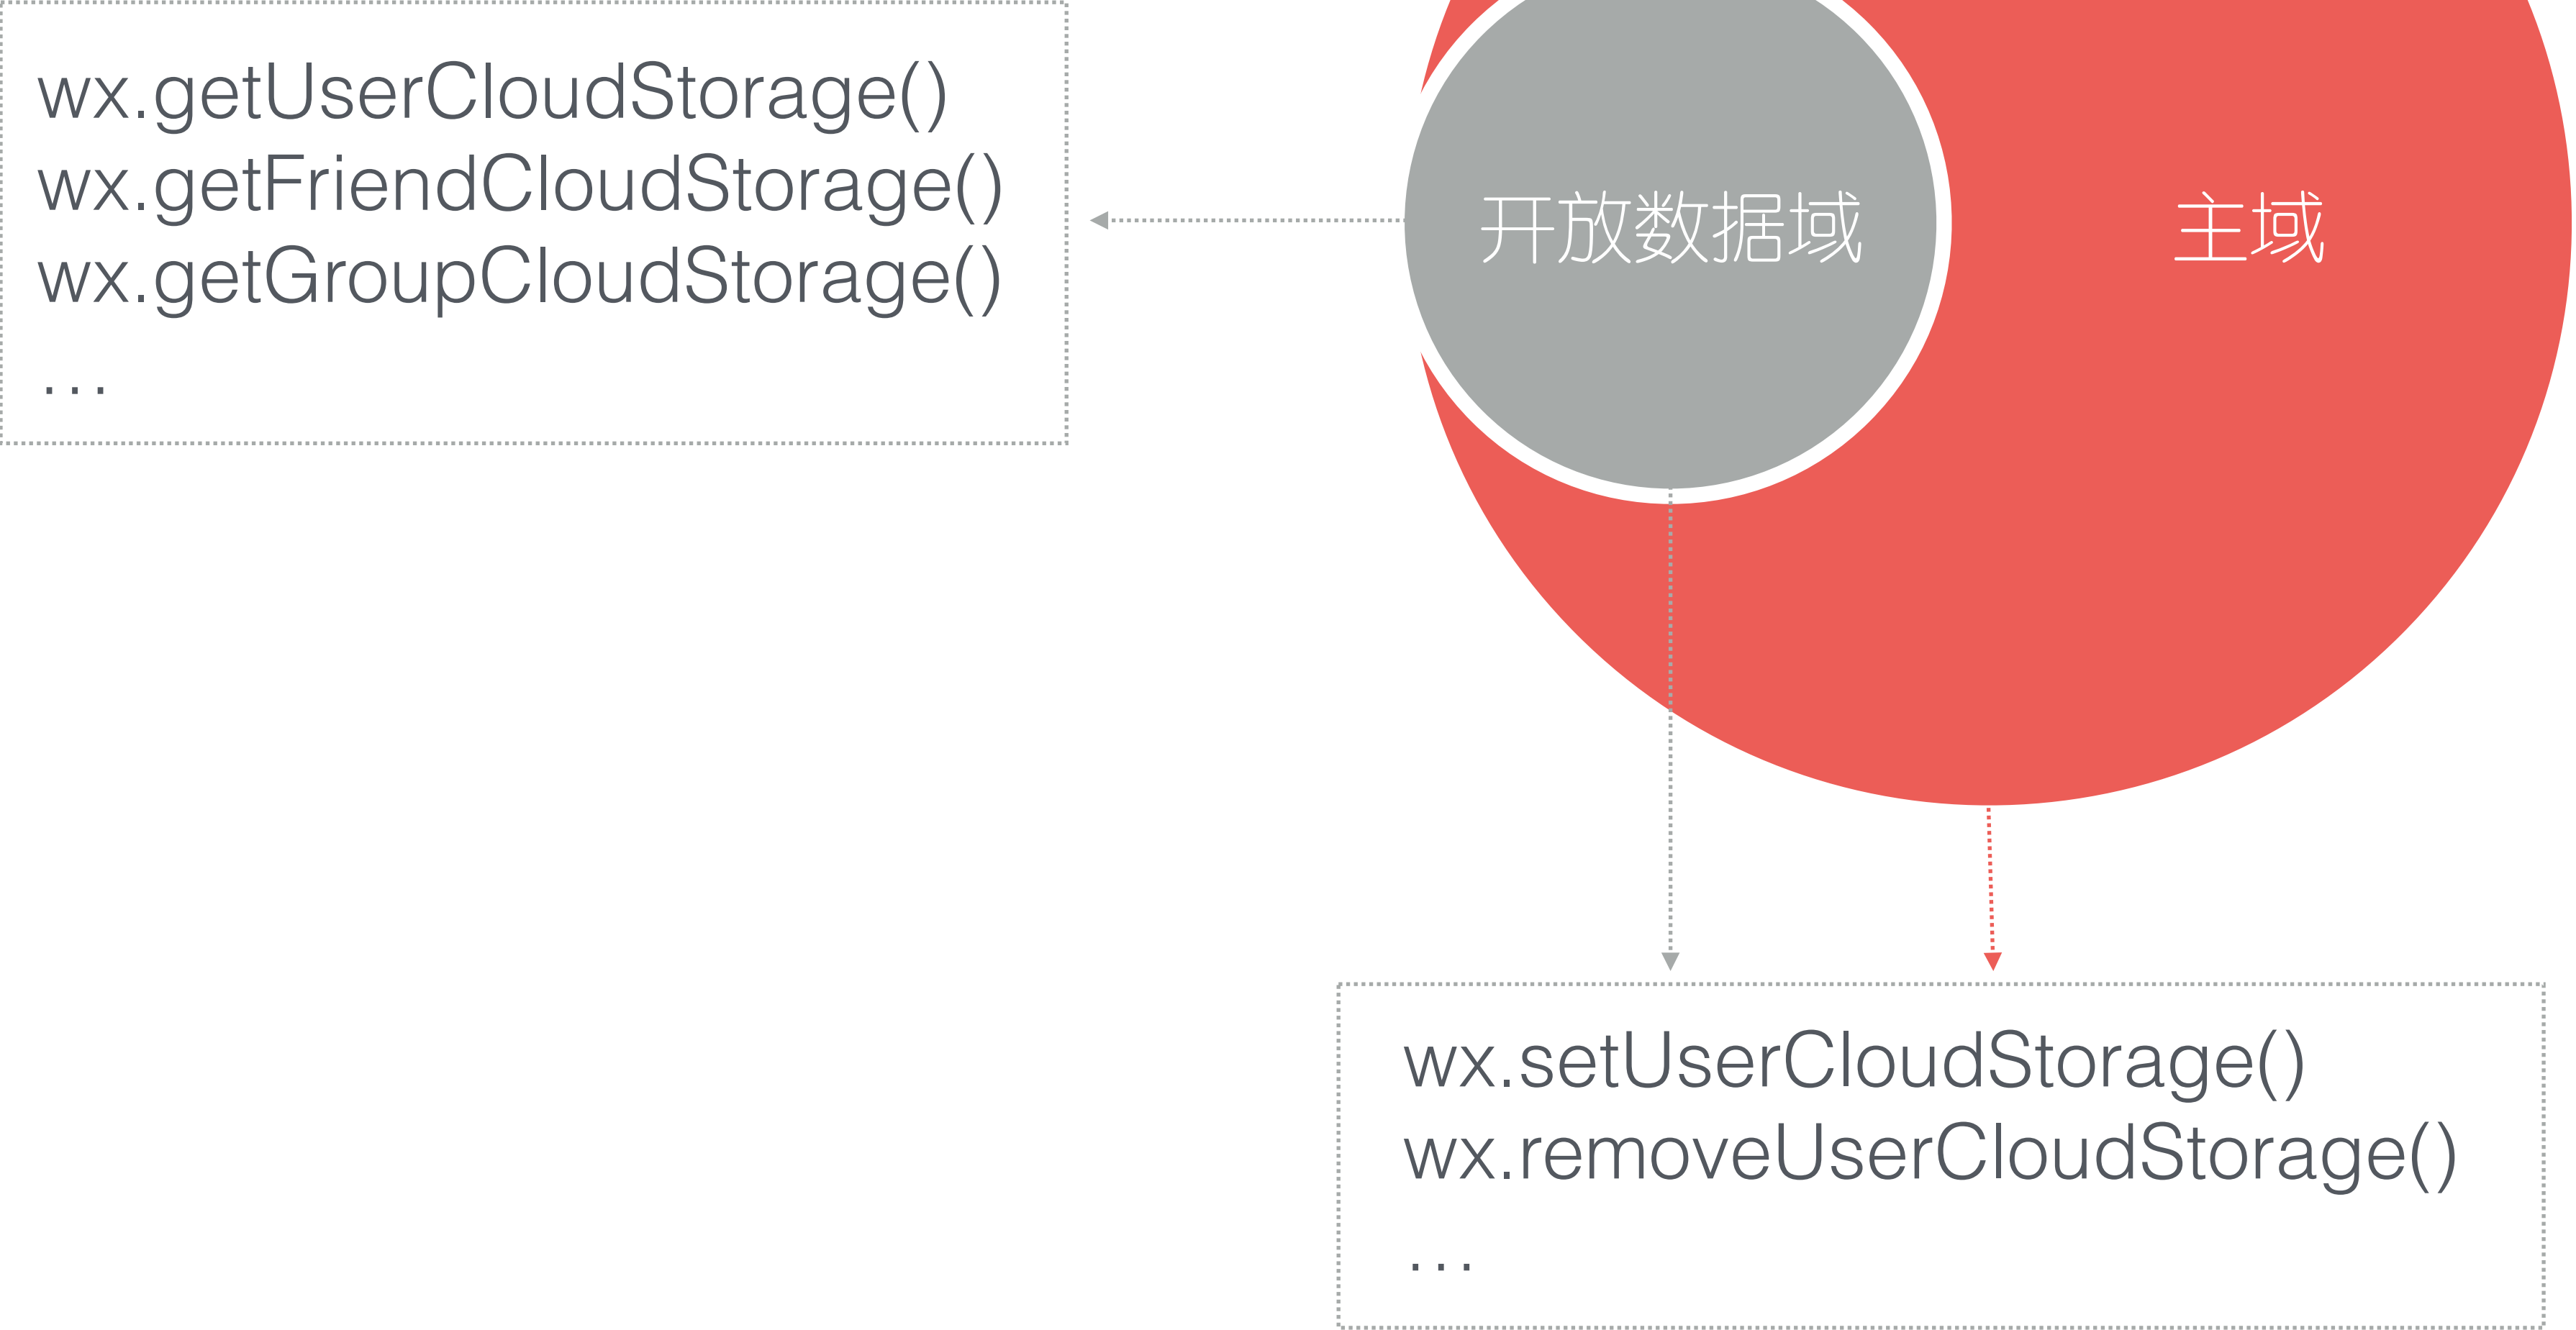 wx.getUserCloudStorage()
wx.getFriendCloudStorage()
wx.getGroupCloudStorage()
...
开放数据域
主域
wx.setUserCloudStorage()
wx.removeUserCloudStorage()
...